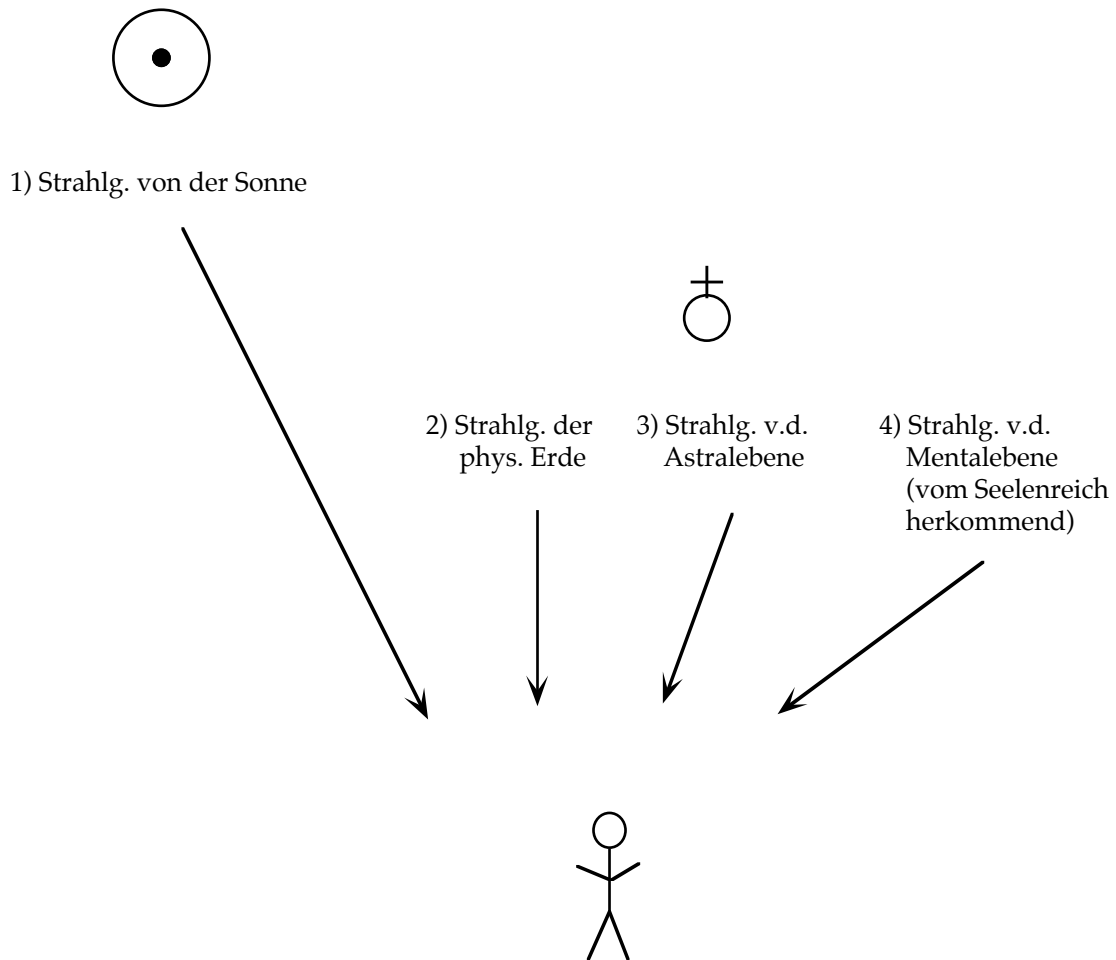 1) Strahlg. von der Sonne
2) Strahlg. der
phys. Erde
3) Strahlg. v.d.
Astralebene
4) Strahlg. v.d.
Mentalebene
(vom Seelenreich
herkommend)